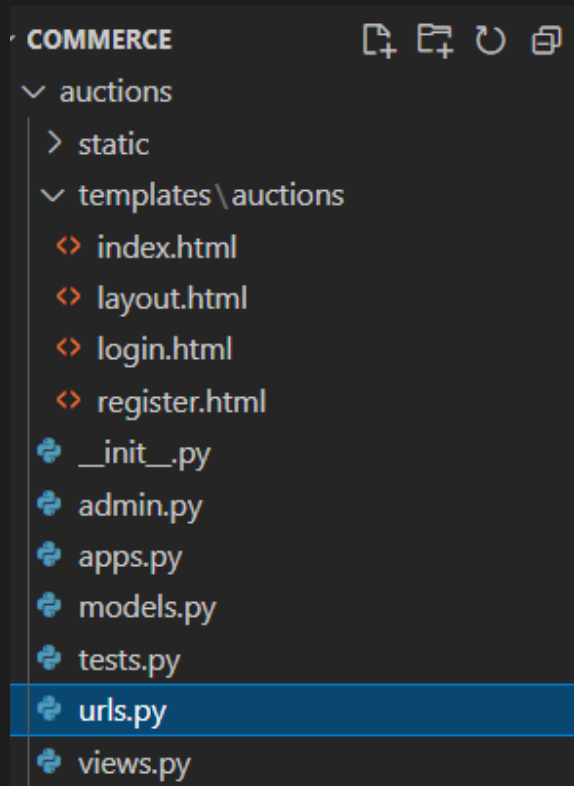 COMMERCE
auctions
static
templates\auctions
index.html
layout.html
login.html
register.html
__init__.py
admin.py
apps.py
models.py
tests.py
urls.py
views.py